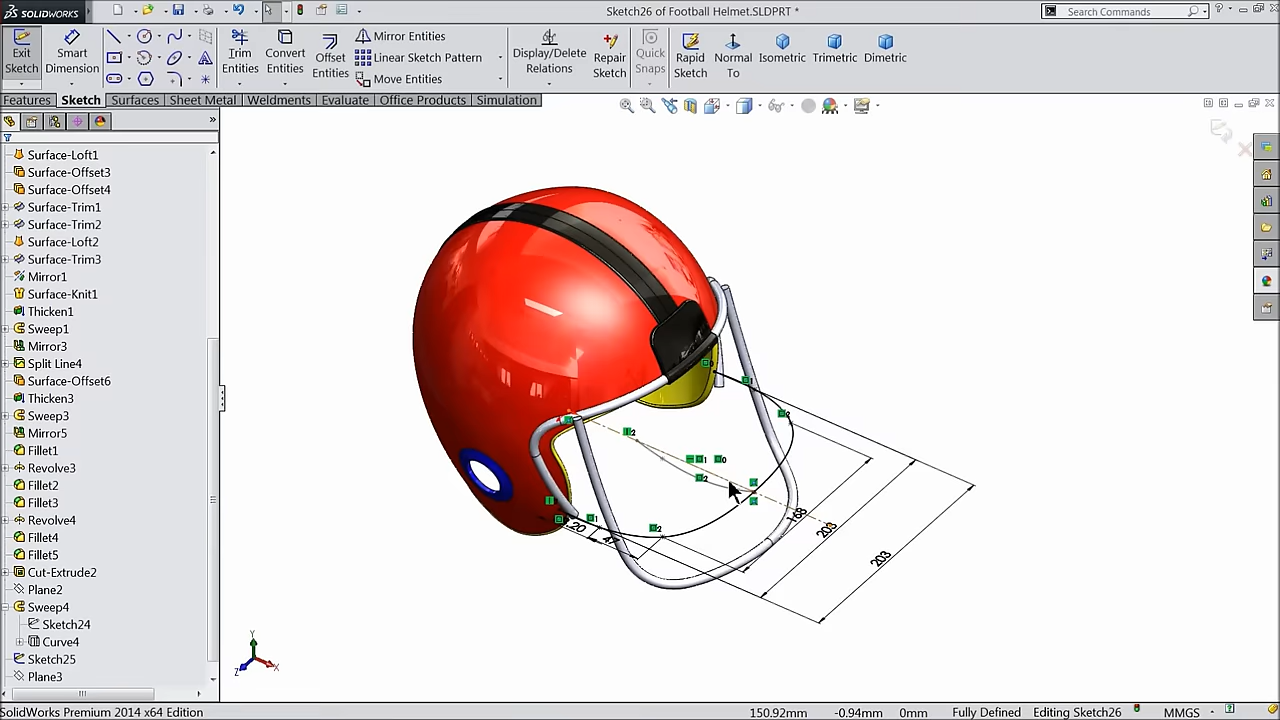 SOLIDWORKS
Sketch26 of Football Helmet.SLDPRT *
Search Commands
Exit Sketch
Smart Dimension
Trim Entities
Convert Entities
Offset Entities
Mirror Entities
Linear Sketch Pattern
Move Entities
Display/Delete Relations
Repair Sketch
Quick Snaps
Rapid Sketch
Normal To
Isometric
Trimetric
Dimetric
Features
Sketch
Surfaces
Sheet Metal
Weldments
Evaluate
Office Products
Simulation
Surface-Loft1
Surface-Offset3
Surface-Offset4
Surface-Trim1
Surface-Trim2
Surface-Loft2
Surface-Trim3
Mirror1
Surface-Knit1
Thicken1
Sweep1
Mirror3
Split Line4
Surface-Offset6
Thicken3
Sweep3
Mirror5
Fillet1
Revolve3
Fillet2
Fillet3
Revolve4
Fillet4
Fillet5
Cut-Extrude2
Plane2
Sweep4
Sketch24
Curve4
Sketch25
Plane3
20
168
203
203
Y
X
Z
SolidWorks Premium 2014 x64 Edition
150.92mm
-0.94mm
0mm
Fully Defined
Editing Sketch26
MMGS